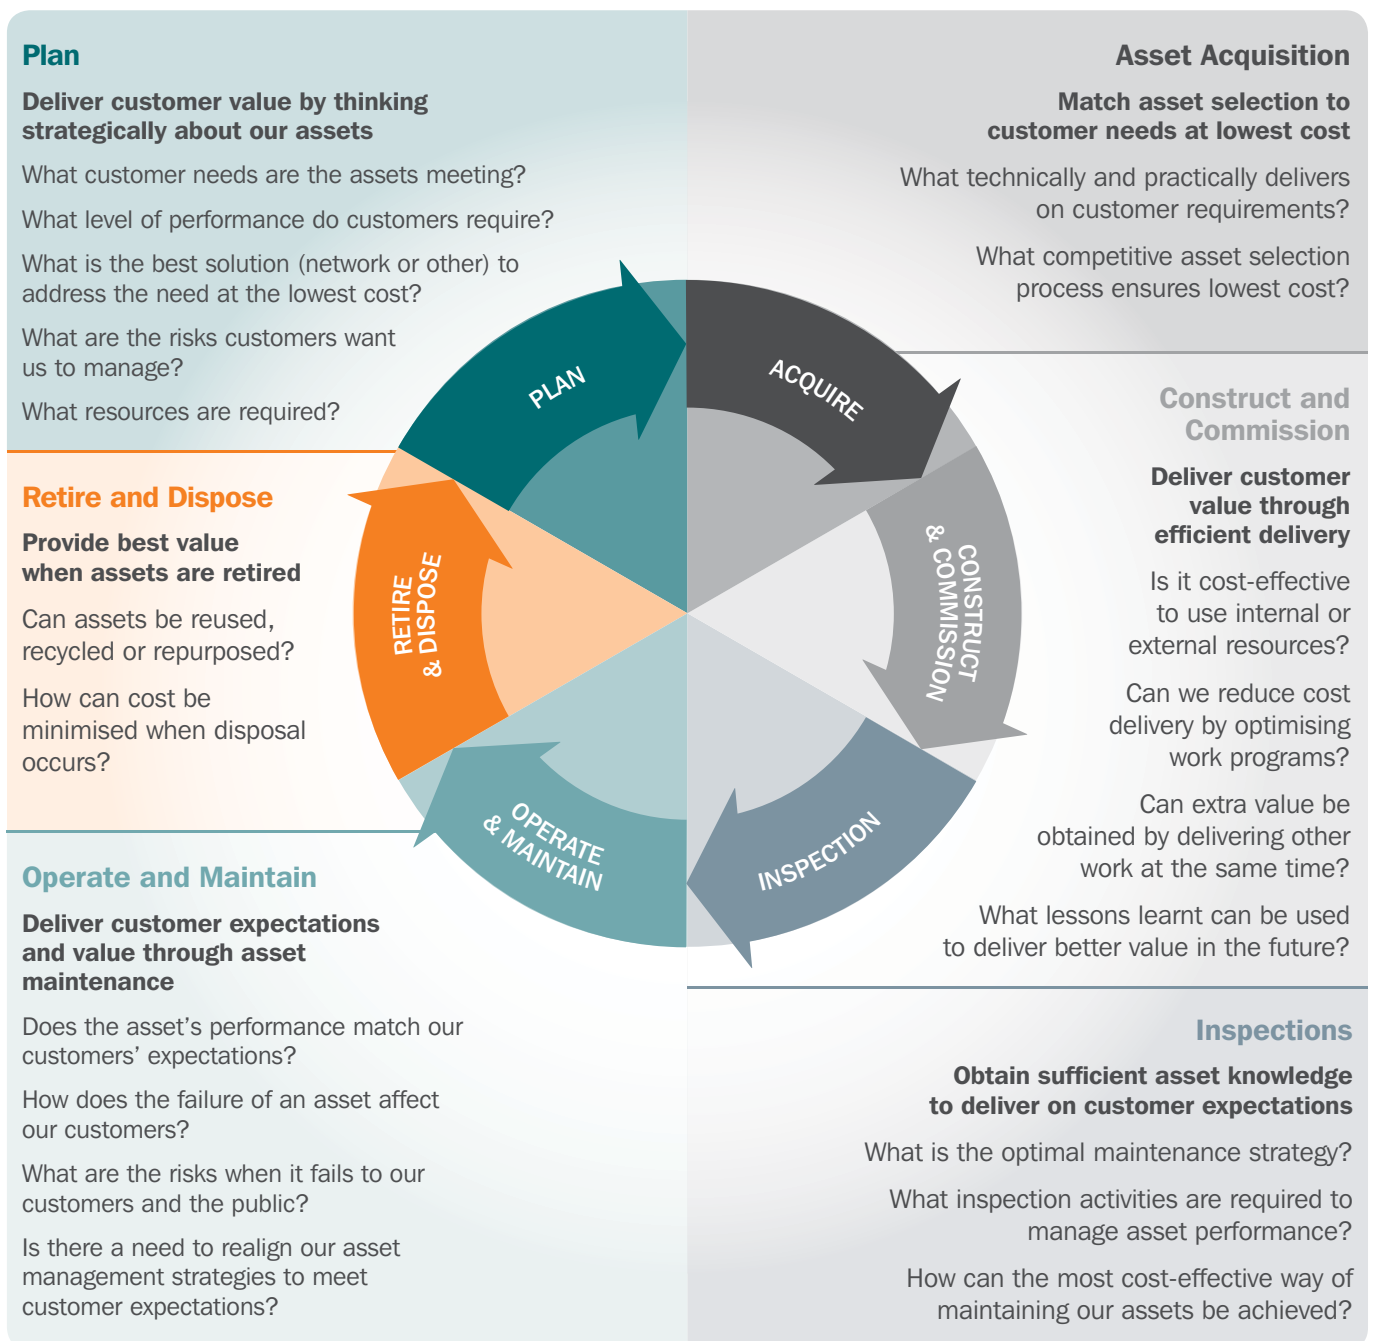 Plan
Deliver customer value by thinking
strategically about our assets
What customer needs are the assets meeting?
What level of performance do customers require?
What is the best solution (network or other) to
address the need at the lowest cost?
What are the risks customers want
us to manage?
What resources are required?
Asset Acquisition
Match asset selection to
customer needs at lowest cost
What technically and practically delivers
on customer requirements?
What competitive asset selection
process ensures lowest cost?
Construct and
Commission
Deliver customer
value through
efficient delivery
Is it cost-effective
to use internal or
external resources?
Can we reduce cost
delivery by optimising
work programs?
Can extra value be
obtained by delivering other
work at the same time?
What lessons learnt can be used
to deliver better value in the future?
Inspections
Obtain sufficient asset knowledge
to deliver on customer expectations
What is the optimal maintenance strategy?
What inspection activities are required to
manage asset performance?
How can the most cost-effective way of
maintaining our assets be achieved?
Operate and Maintain
Deliver customer expectations
and value through asset
maintenance
Does the asset's performance match our
customers' expectations?
How does the failure of an asset affect
our customers?
What are the risks when it fails to our
customers and the public?
Is there a need to realign our asset
management strategies to meet
customer expectations?
Retire and Dispose
Provide best value
when assets are retired
Can assets be reused,
recycled or repurposed?
How can cost be
minimised when disposal
occurs?
PLAN
ACQUIRE
CONSTRUCT
& COMMISSION
INSPECTION
OPERATE
& MAINTAIN
RETIRE
& DISPOSE